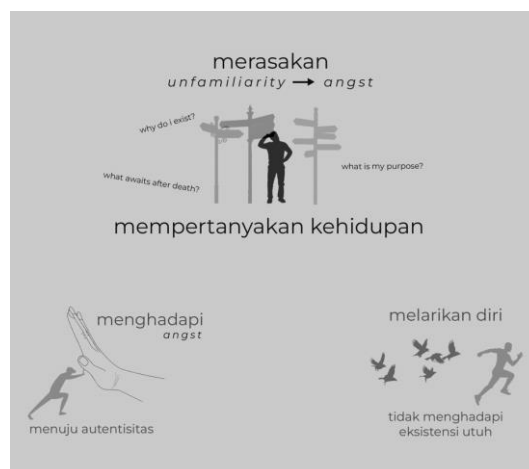 merasakan
unfamiliarity → angst
why do i exist?
what awaits after death?
what is my purpose?
mempertanyakan kehidupan
menghadapi
angst
menuju autentisitas
melarikan diri
tidak menghadapi
eksistensi utuh